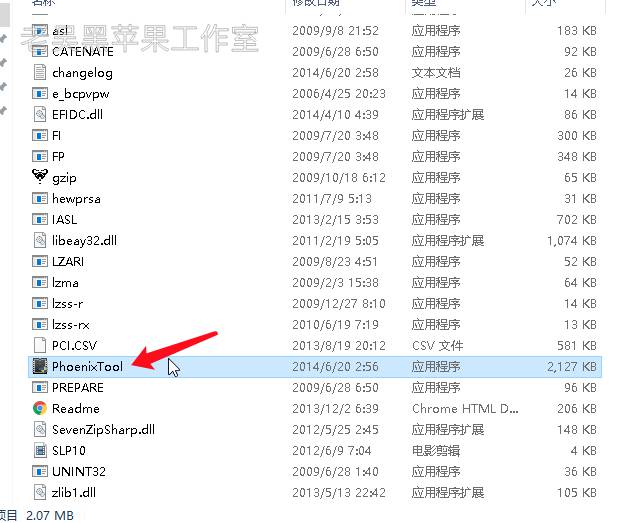 名称 修改日期 类型 大小
asl 2009/9/8 21:52 应用程序 183 KB
老吴黑苹果工作室
CATENATE 2009/6/28 6:50 应用程序 92 KB
changelog 2014/6/20 2:58 文本文档 26 KB
e_bcpvpw 2006/4/25 20:23 应用程序 14 KB
EFIDC.dll 2014/4/10 4:39 应用程序扩展 86 KB
FI 2009/7/20 3:48 应用程序 300 KB
FP 2009/7/20 3:48 应用程序 348 KB
gzip 2009/10/18 6:12 应用程序 65 KB
hewprsa 2011/7/9 5:13 应用程序 31 KB
IASL 2013/2/15 3:53 应用程序 702 KB
libeay32.dll 2011/2/19 5:05 应用程序扩展 1,074 KB
LZARI 2009/8/23 4:51 应用程序 52 KB
lzma 2009/2/3 15:38 应用程序 64 KB
lzss-r 2009/12/27 8:10 应用程序 14 KB
lzss-rx 2010/6/19 7:19 应用程序 13 KB
PCI.CSV 2013/8/19 20:12 CSV 文件 581 KB
PhoenixTool 2014/6/20 2:56 应用程序 2,127 KB
PREPARE 2009/6/28 6:50 应用程序 96 KB
Readme 2013/12/2 6:39 Chrome HTML D... 206 KB
SevenZipSharp.dll 2012/5/25 2:45 应用程序扩展 148 KB
SLP10 2012/6/9 7:04 电影剪辑 4 KB
UNINT32 2009/6/28 1:40 应用程序 36 KB
zlib1.dll 2013/5/13 22:42 应用程序扩展 105 KB
项目 2.07 MB